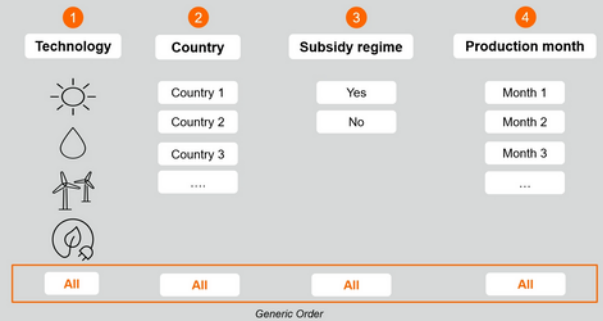 1 2 3 4
Technology Country Subsidy regime Production month
Country 1 Yes Month 1
Country 2 No Month 2
Country 3 Month 3
.... ...
All All All All
Generic Order